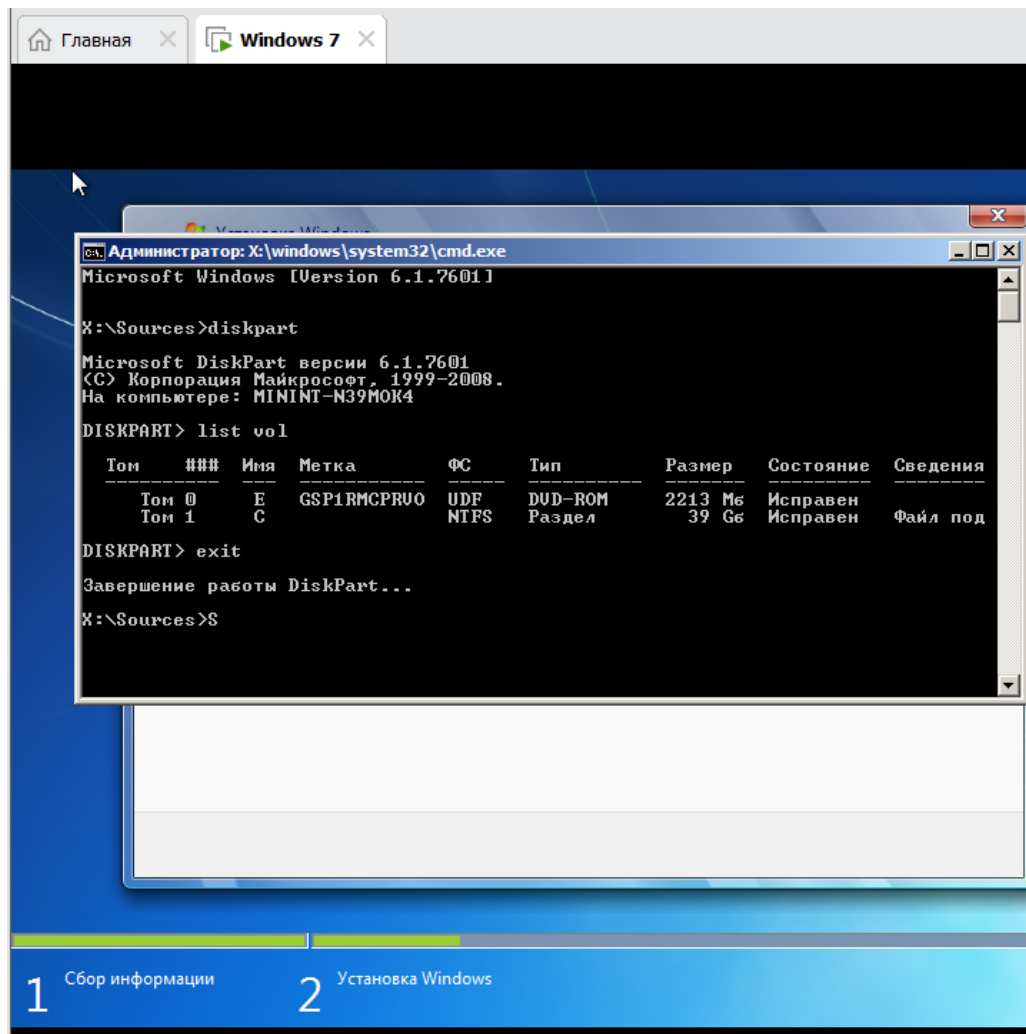 Главная
Windows 7
Установка Windows
Администратор: X:\windows\system32\cmd.exe
Microsoft Windows [Version 6.1.7601]
X:\Sources>diskpart
Microsoft DiskPart версии 6.1.7601
(C) Корпорация Майкрософт, 1999-2008.
На компьютере: MININT-N39MOK4
DISKPART> list vol
Том ### Имя Метка ФС Тип Размер Состояние Сведения
---------- --- ----------- ----- ---------- ------- --------- --------
Том 0 E GSP1RMCPRVO UDF DVD-ROM 2213 Mб Исправен
Том 1 C NTFS Раздел 39 Gб Исправен Файл под
DISKPART> exit
Завершение работы DiskPart...
X:\Sources>S
1 Сбор информации 2 Установка Windows